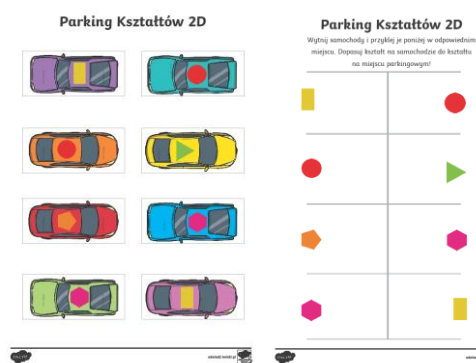 Parking Kształtów 2D
Parking Kształtów 2D
Wytnij samochody i przyklej je poniżej w odpowiednim
miejscu. Dopasuj kształt na samochodzie do kształtu
na miejscu parkingowym!